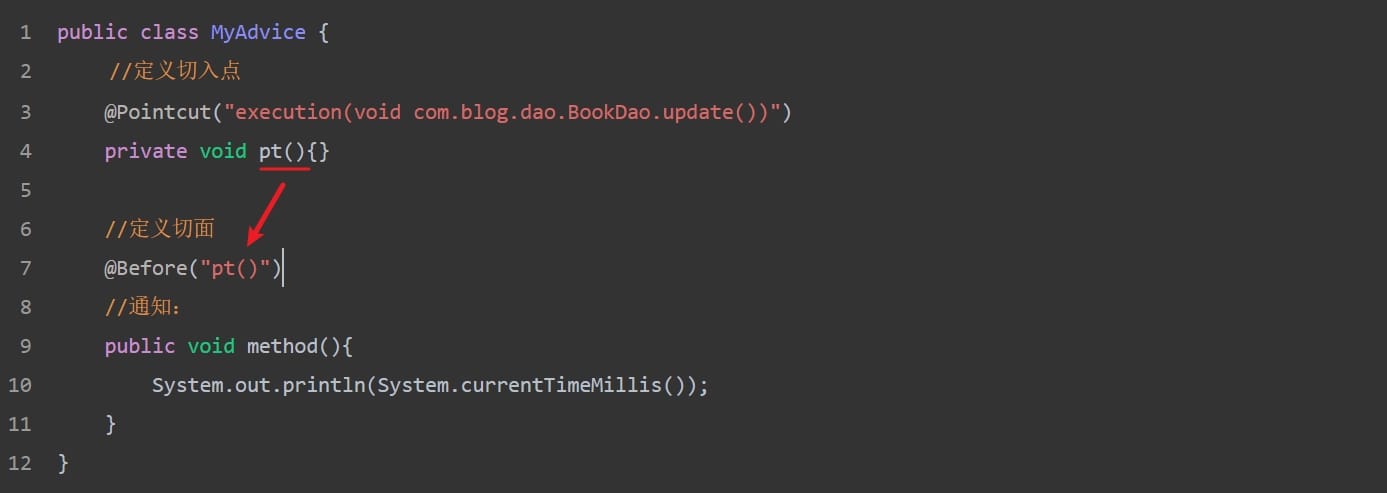 1 public class MyAdvice {
2 //定义切入点
3 @Pointcut("execution(void com.blog.dao.BookDao.update())")
4 private void pt(){}
5
6 //定义切面
7 @Before("pt()")
8 //通知：
9 public void method(){
10 System.out.println(System.currentTimeMillis());
11 }
12 }